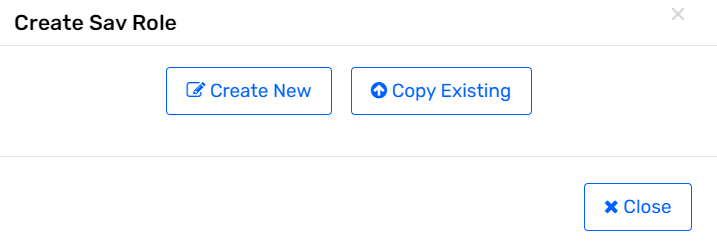 Create Sav Role
Create New
Copy Existing
Close